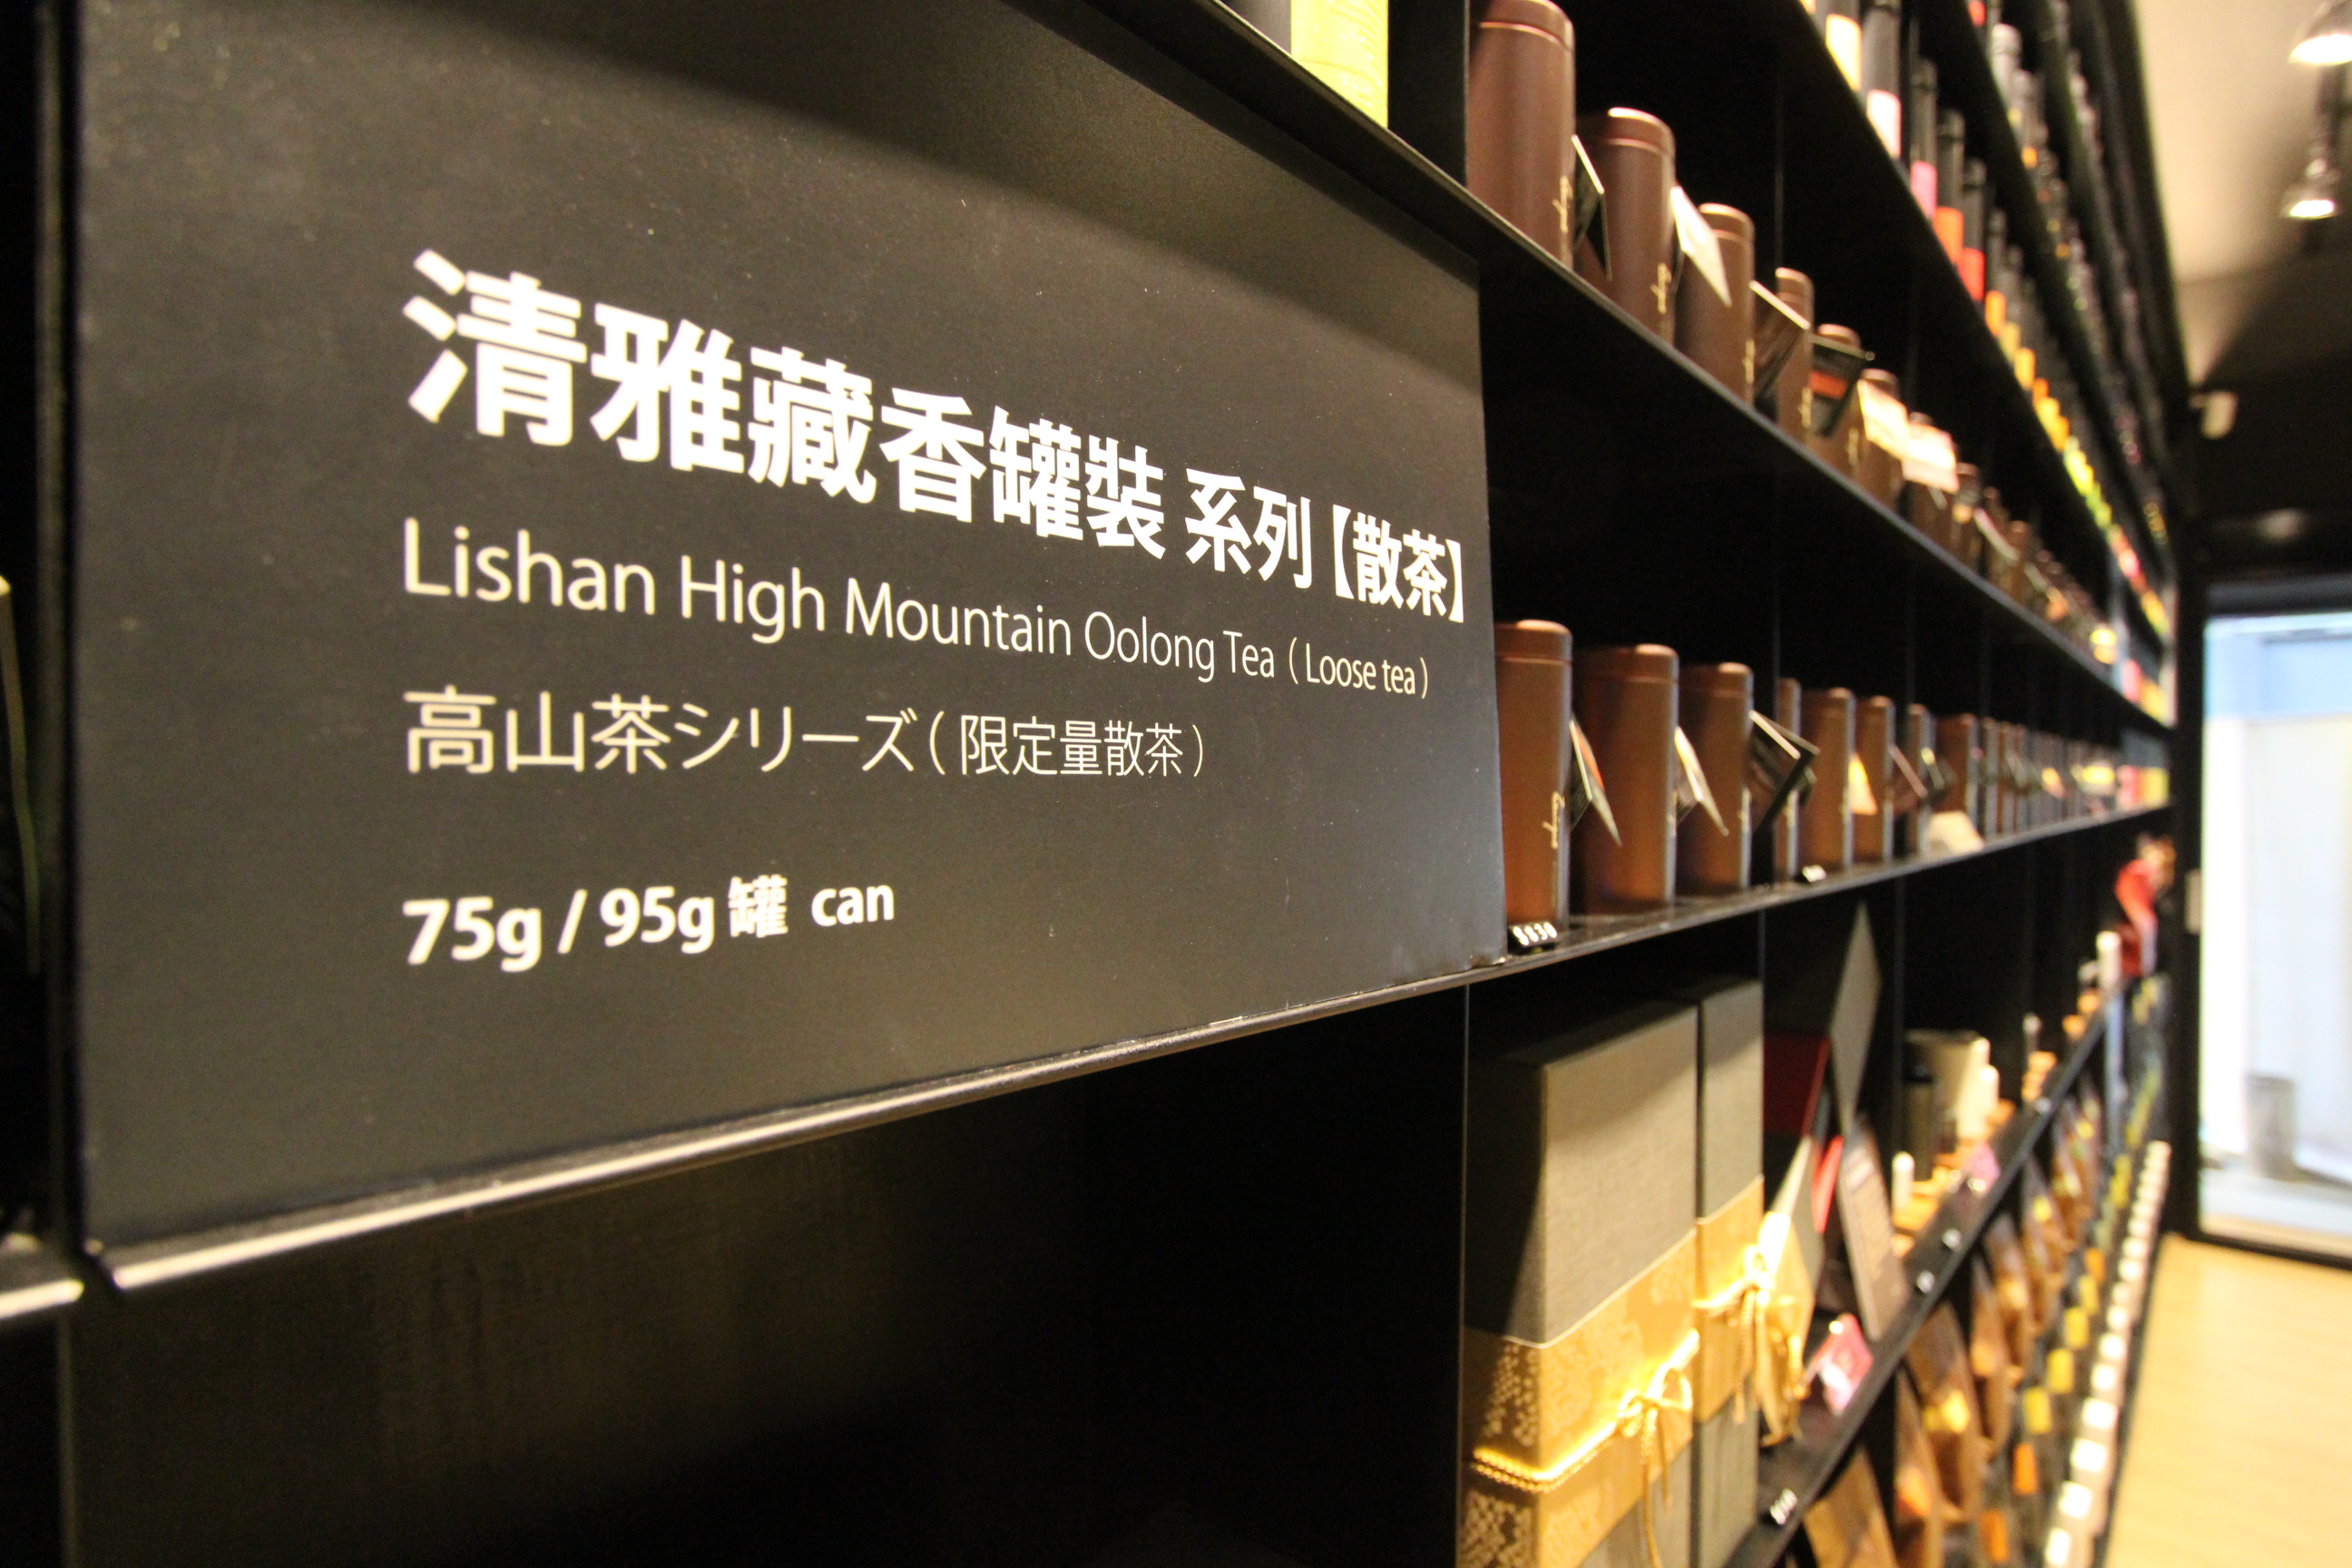 清雅藏香罐裝 系列【散茶】
Lishan High Mountain Oolong Tea ( Loose tea )
高山茶シリーズ ( 限定量散茶 )
75g / 95g 罐 can